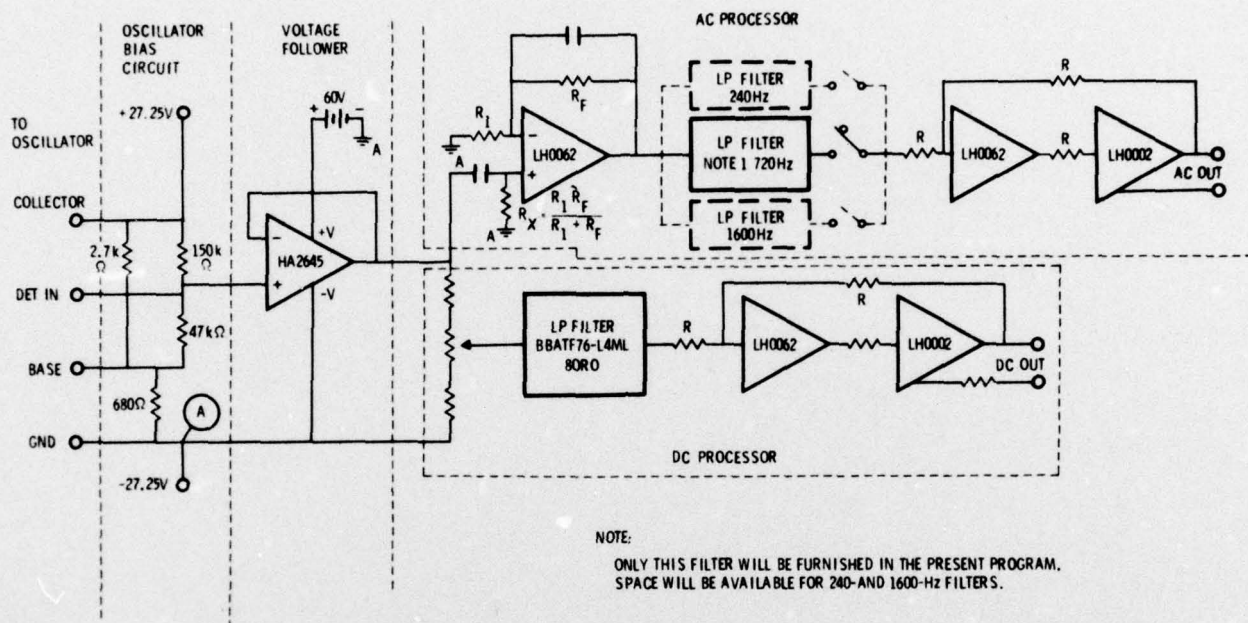 OSCILLATOR
BIAS
CIRCUIT
VOLTAGE
FOLLOWER
AC PROCESSOR
+27.25V
+ 60V −
A
TO
OSCILLATOR
COLLECTOR
2.7k
Ω
150k
Ω
DET IN
47kΩ
BASE
680Ω
A
GND
-27.25V
−
+V
HA2645
+
-V
R_F
R_1
−
A
+
LH0062
R_X = R_1 R_F / R_1 + R_F
A
LP FILTER
240Hz
LP FILTER
NOTE 1 720Hz
LP FILTER
1600Hz
R
R
LH0062
R
LH0002
AC OUT
LP FILTER
BBATF76-L4ML
80RO
R
R
LH0062
LH0002
DC OUT
DC PROCESSOR
NOTE:
ONLY THIS FILTER WILL BE FURNISHED IN THE PRESENT PROGRAM.
SPACE WILL BE AVAILABLE FOR 240-AND 1600-Hz FILTERS.